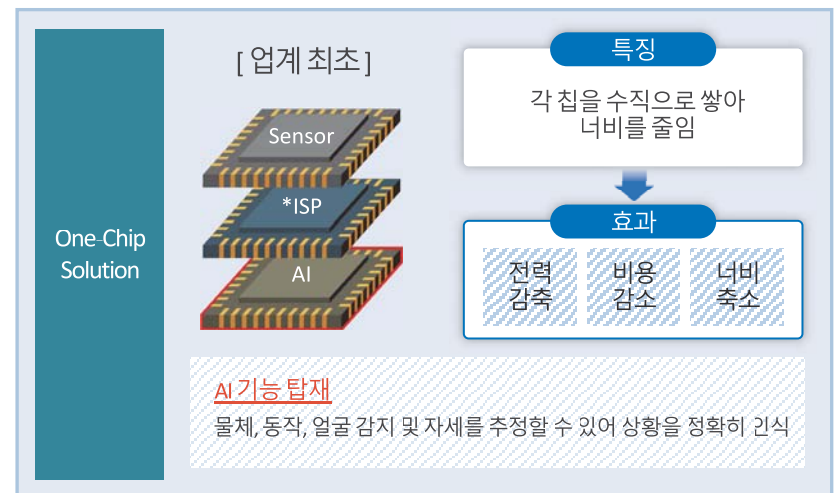 One-Chip
Solution
[ 업계 최초 ]
Sensor
*ISP
AI
특징
각 칩을 수직으로 쌓아
너비를 줄임
효과
전력
감축
비용
감소
너비
축소
AI 기능 탑재
물체, 동작, 얼굴 감지 및 자세를 추정할 수 있어 상황을 정확히 인식